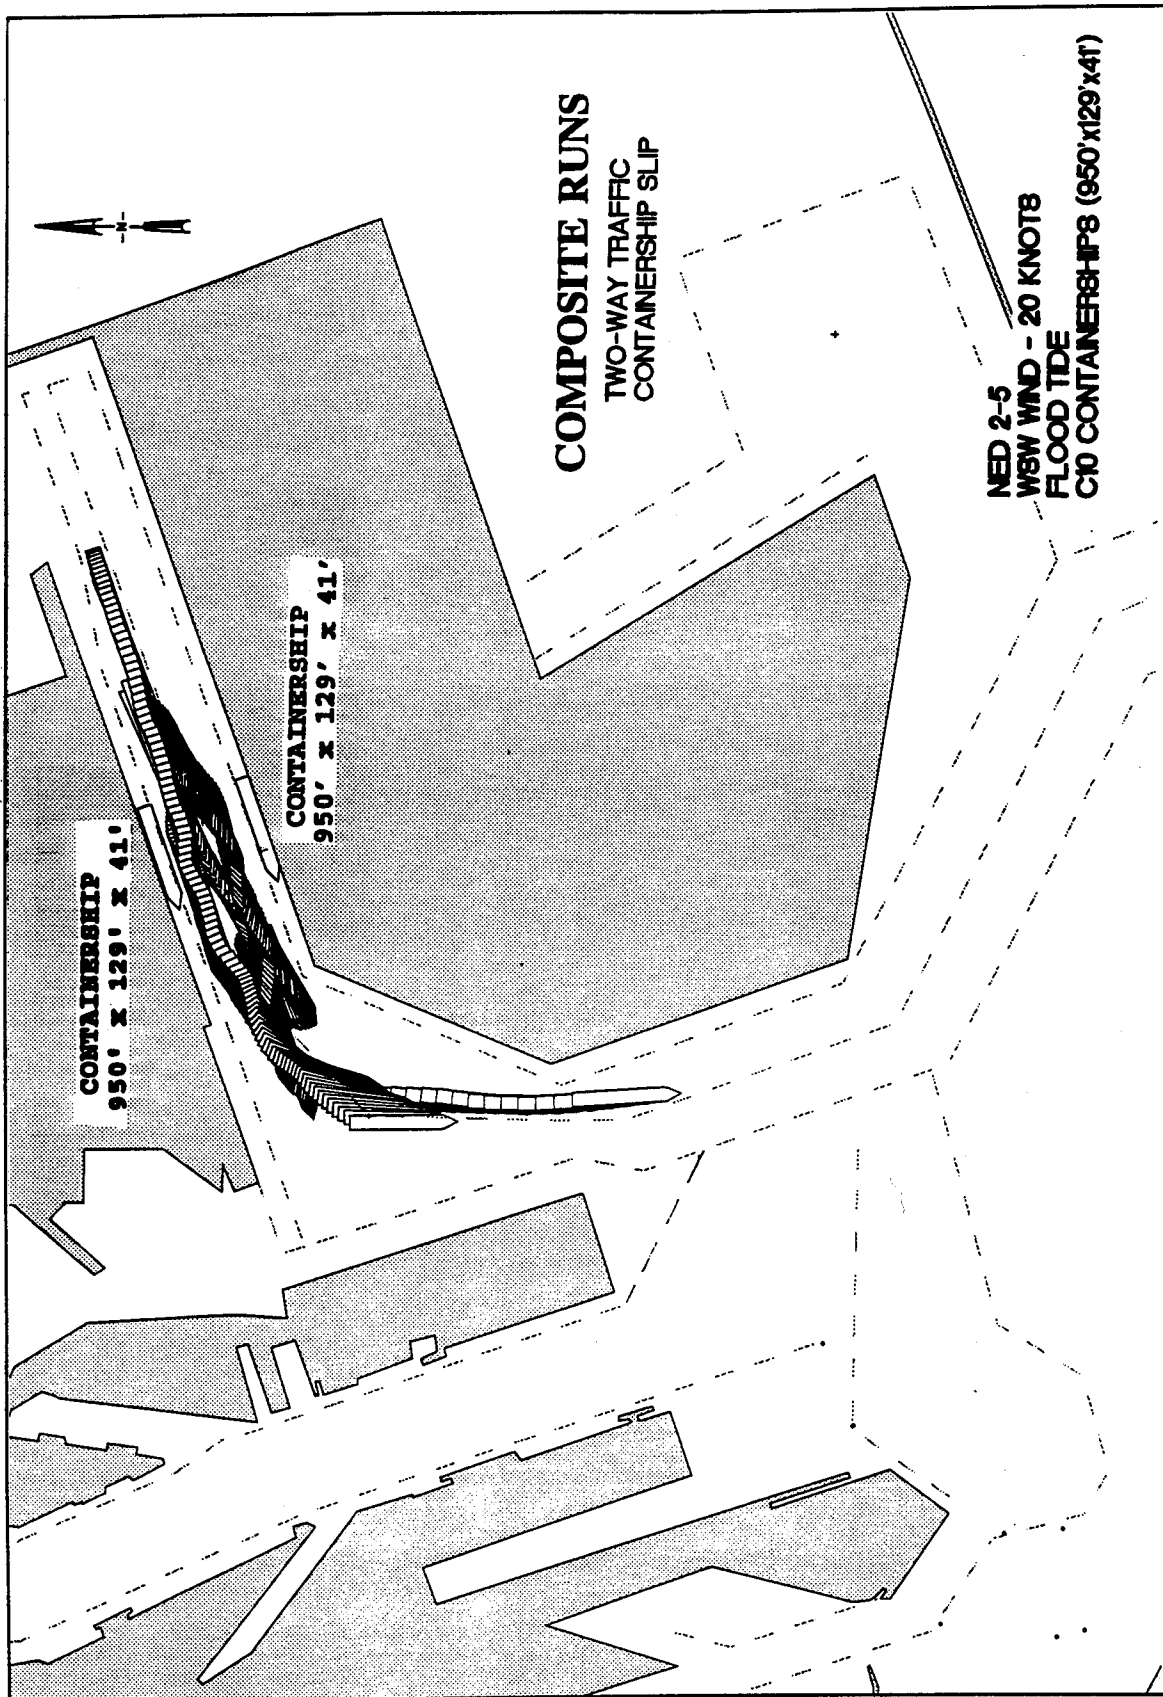 COMPOSITE RUNS
TWO-WAY TRAFFIC
CONTAINERSHIP SLIP
CONTAINERSHIP
950' X 129' X 41'
CONTAINERSHIP
950' x 129' x 41'
N
NED 2-5
WSW WIND - 20 KNOTS
FLOOD TIDE
C10 CONTAINERSHIPS (950'x129'x41')